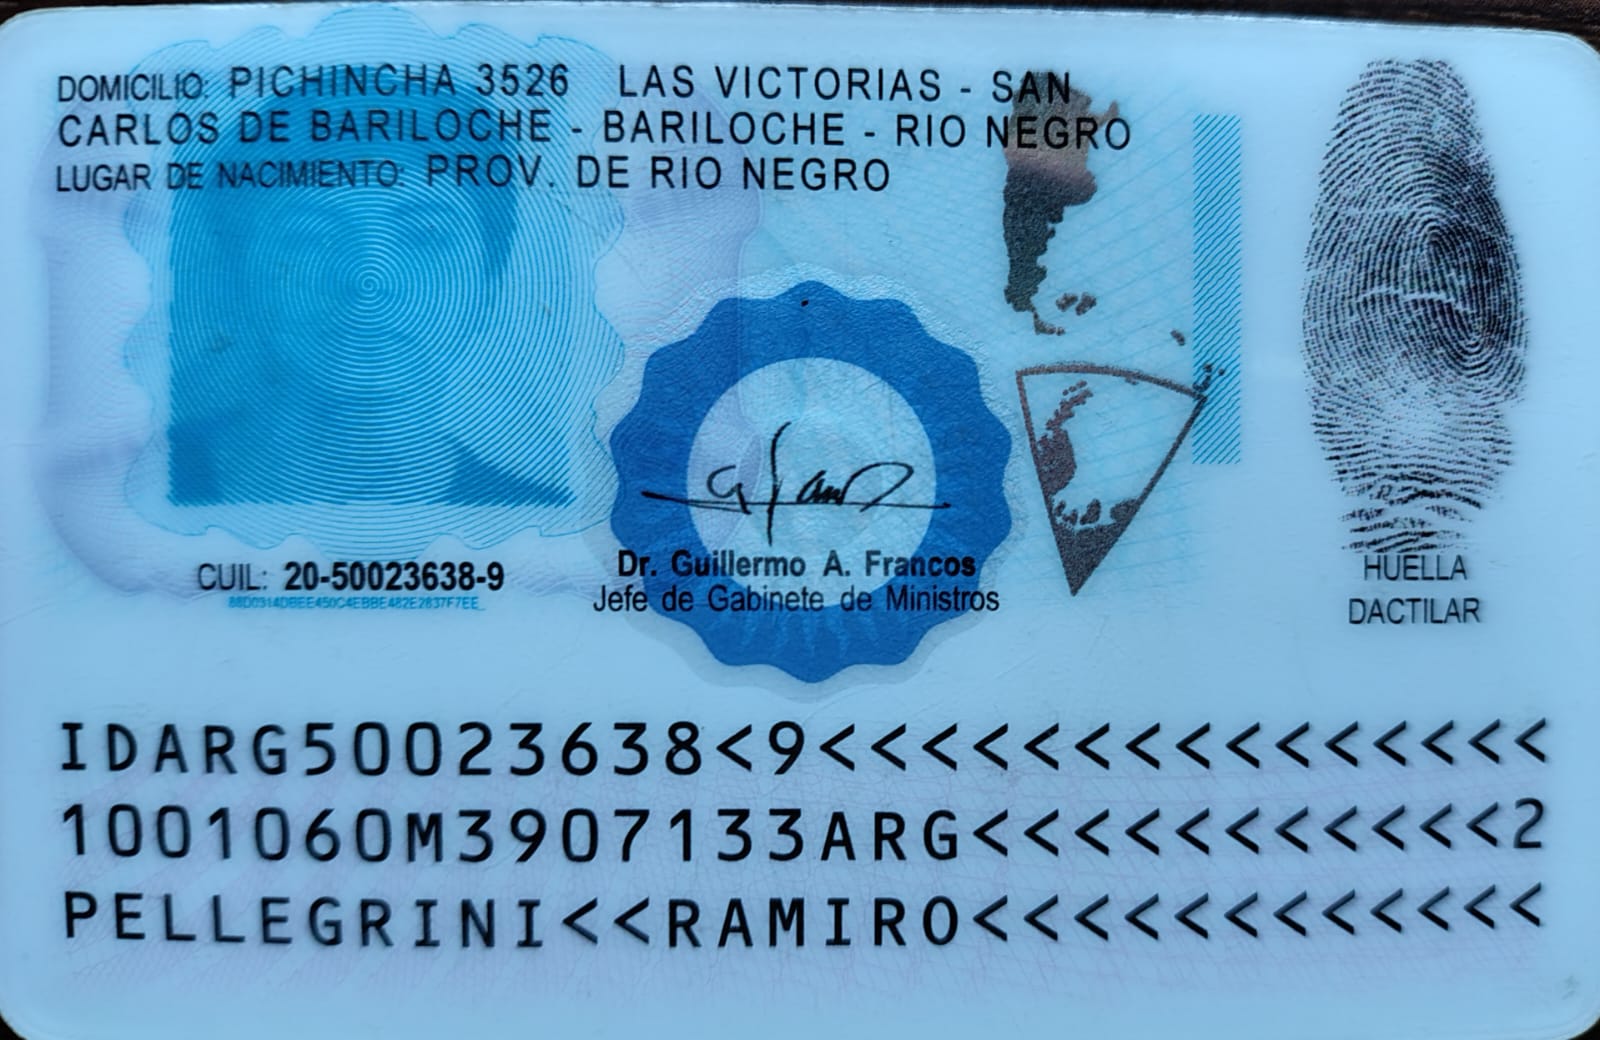 DOMICILIO: PICHINCHA 3526 LAS VICTORIAS - SAN
CARLOS DE BARILOCHE - BARILOCHE - RIO NEGRO
LUGAR DE NACIMIENTO: PROV. DE RIO NEGRO
CUIL: 20-50023638-9
Dr. Guillermo A. Francos
Jefe de Gabinete de Ministros
HUELLA
DACTILAR
IDARG50023638<9<<<<<<<<<<<<<<<
1001060M3907133ARG<<<<<<<<<<<2
PELLEGRINI<<RAMIRO<<<<<<<<<<<<